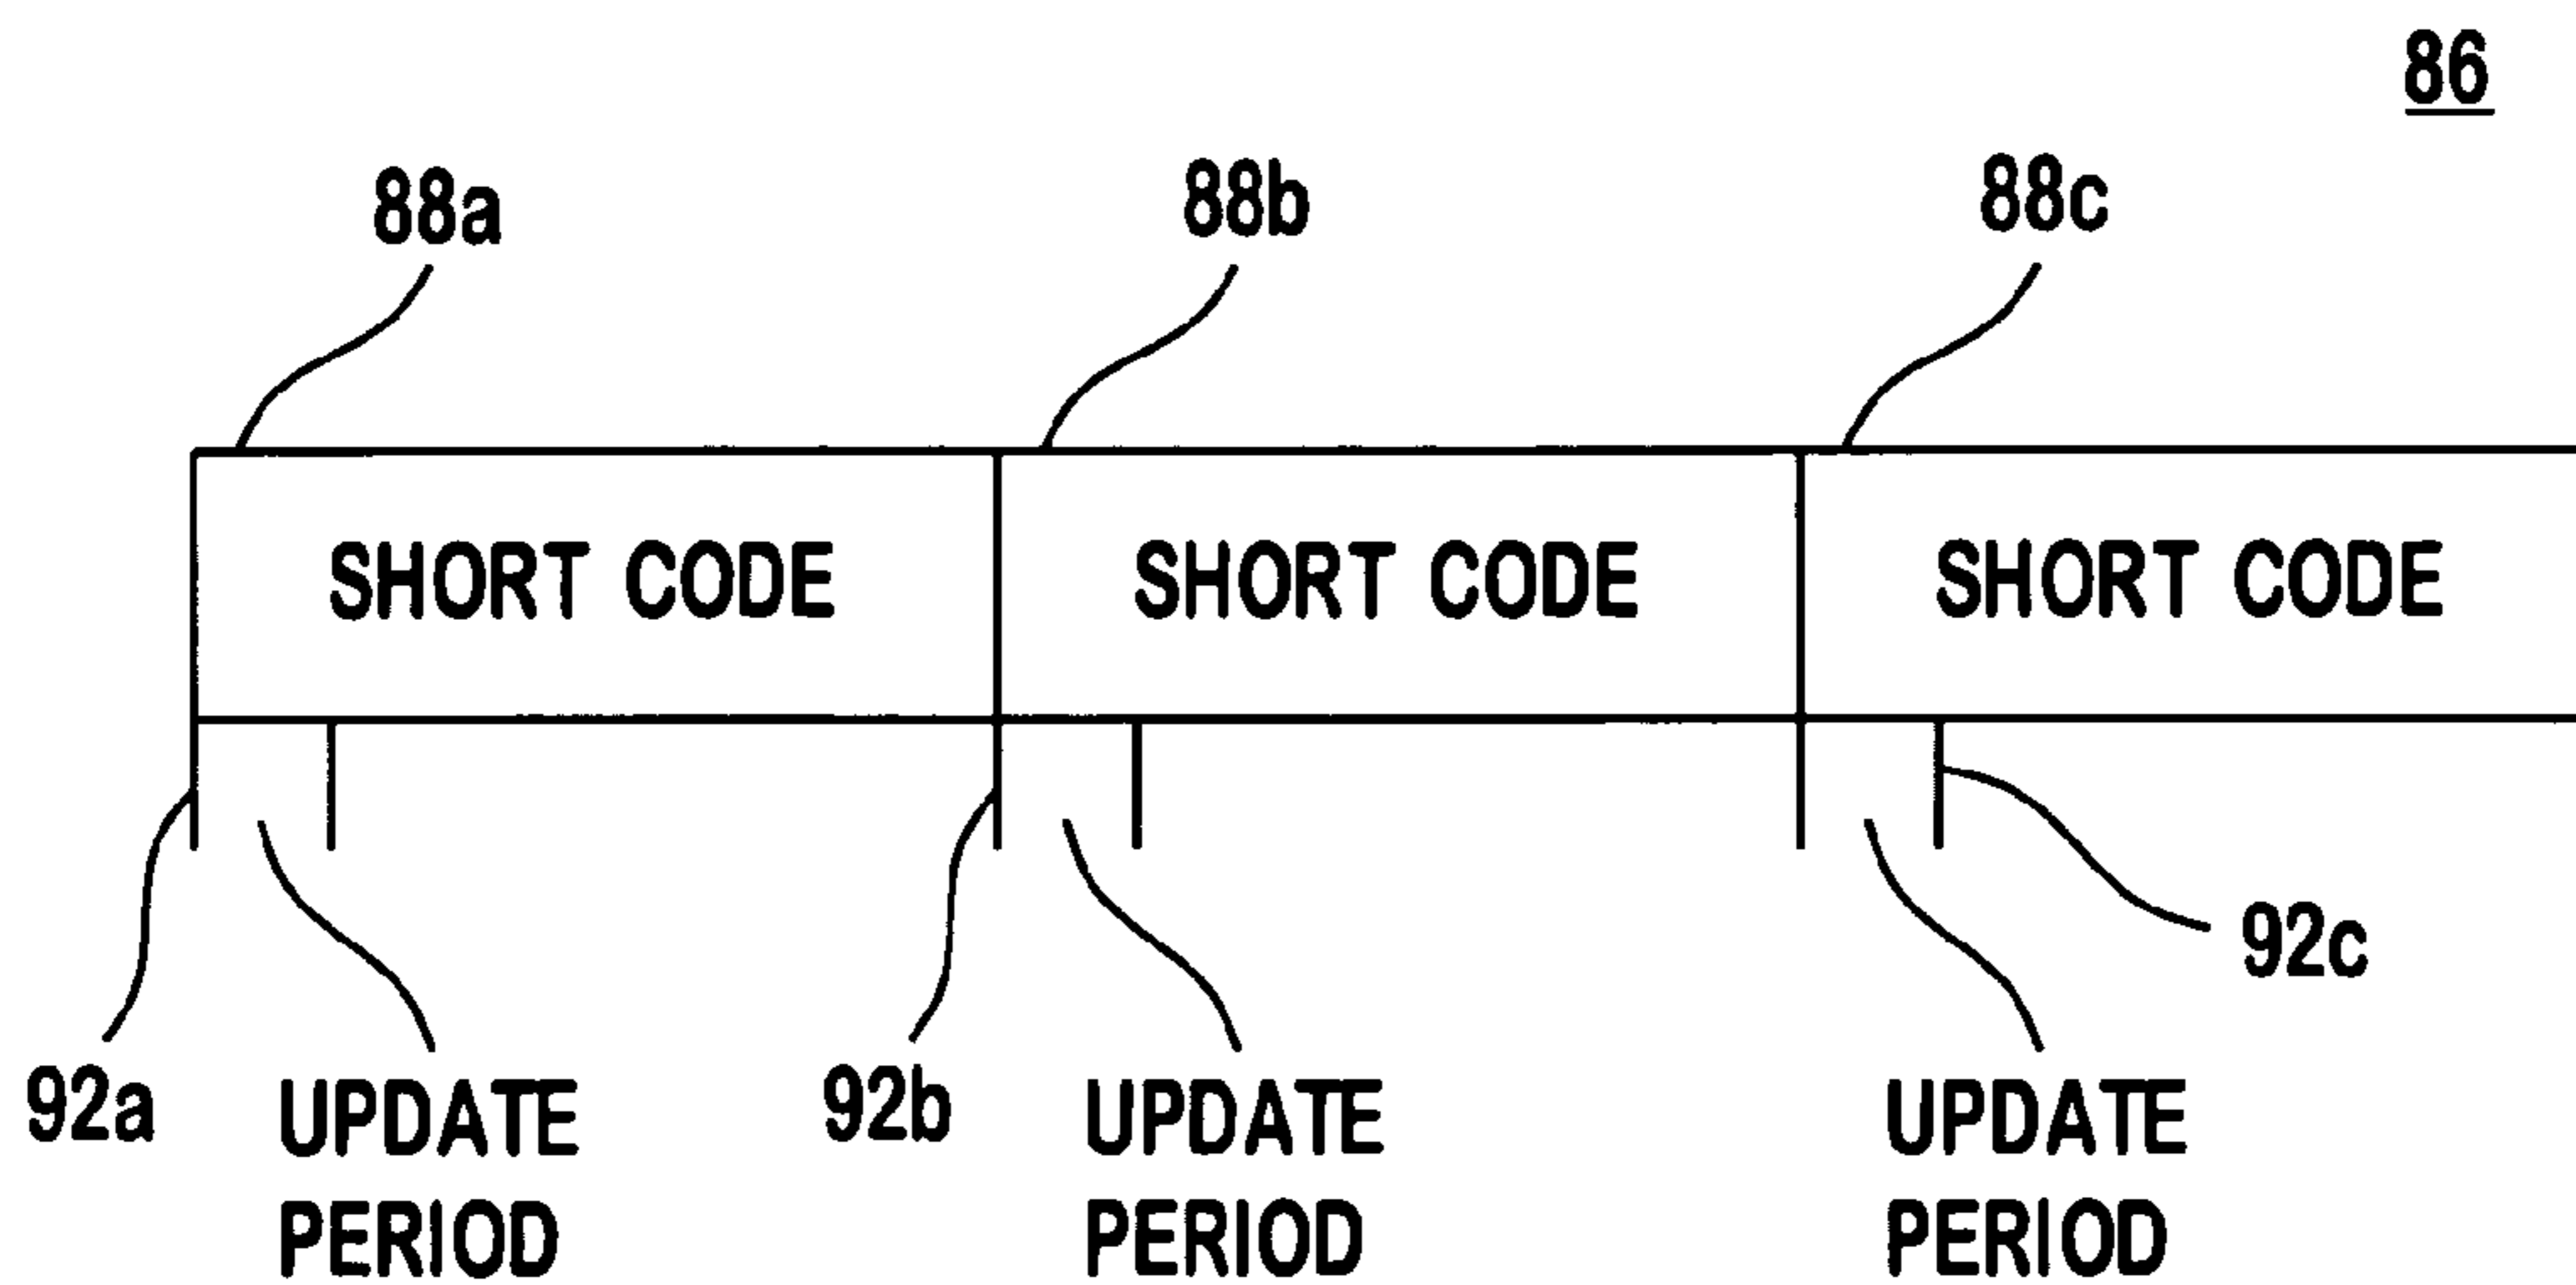 86
88a
88b
88c
SHORT CODE
SHORT CODE
SHORT CODE
92c
92a
UPDATE
PERIOD
92b
UPDATE
PERIOD
UPDATE
PERIOD